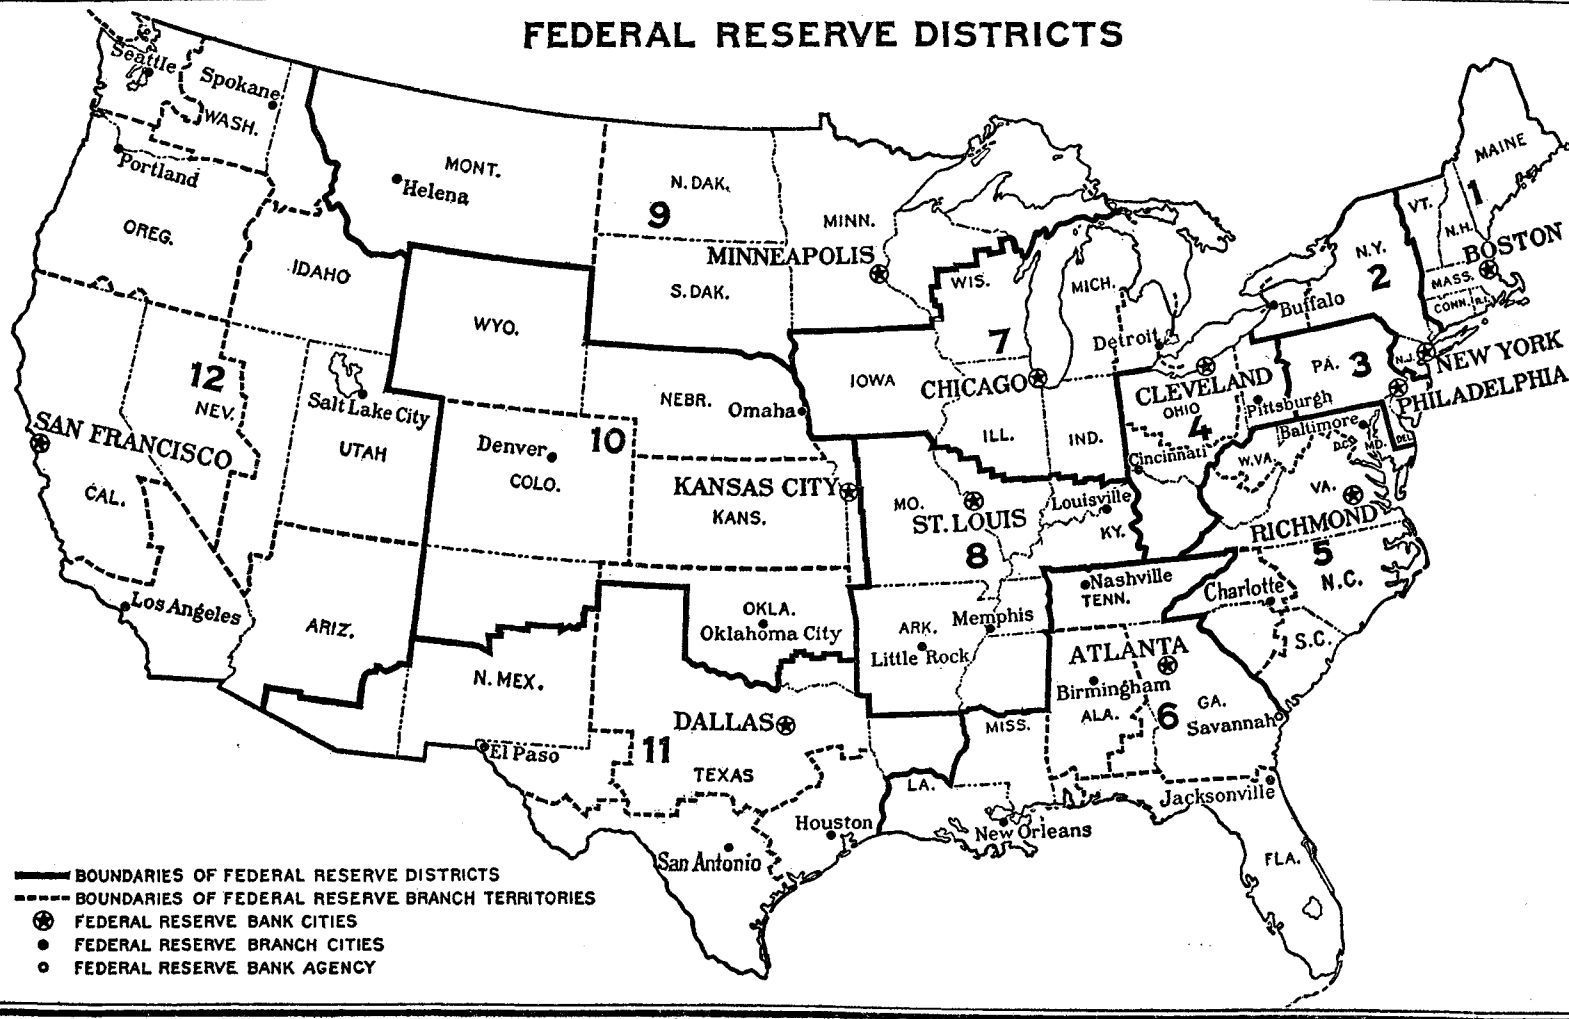 FEDERAL RESERVE DISTRICTS
Seattle
Spokane
WASH.
Portland
OREG.
MONT.
Helena
IDAHO
N. DAK.
9
S. DAK.
MINN.
MINNEAPOLIS
WYO.
12
NEV.
SAN FRANCISCO
CAL.
Los Angeles
Salt Lake City
UTAH
ARIZ.
NEBR.
Omaha
Denver
10
COLO.
KANSAS CITY
KANS.
IOWA
WIS.
7
MICH.
Detroit
CHICAGO
ILL.
IND.
MAINE
1
VT.
N.H.
BOSTON
MASS.
CONN.
R.I.
N.Y.
2
Buffalo
NEW YORK
N.J.
PA.
3
PHILADELPHIA
CLEVELAND
OHIO
4
Pittsburgh
Cincinnati
Baltimore
D.C.
MD.
DEL.
W.VA.
VA.
RICHMOND
5
N.C.
Charlotte
S.C.
MO.
ST. LOUIS
8
Louisville
KY.
Nashville
TENN.
Memphis
ARK.
Little Rock
OKLA.
Oklahoma City
N. MEX.
El Paso
DALLAS
11
TEXAS
Houston
San Antonio
LA.
New Orleans
MISS.
ATLANTA
Birmingham
ALA.
6
GA.
Savannah
Jacksonville
FLA.
BOUNDARIES OF FEDERAL RESERVE DISTRICTS
BOUNDARIES OF FEDERAL RESERVE BRANCH TERRITORIES
FEDERAL RESERVE BANK CITIES
FEDERAL RESERVE BRANCH CITIES
FEDERAL RESERVE BANK AGENCY